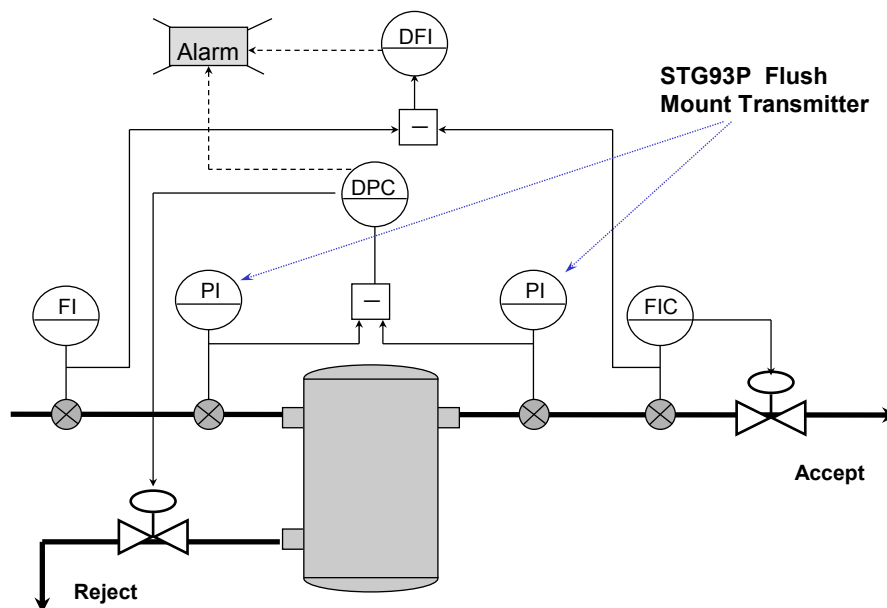 Alarm
DFI
STG93P Flush
Mount Transmitter
–
DPC
FI
PI
–
PI
FIC
Accept
Reject